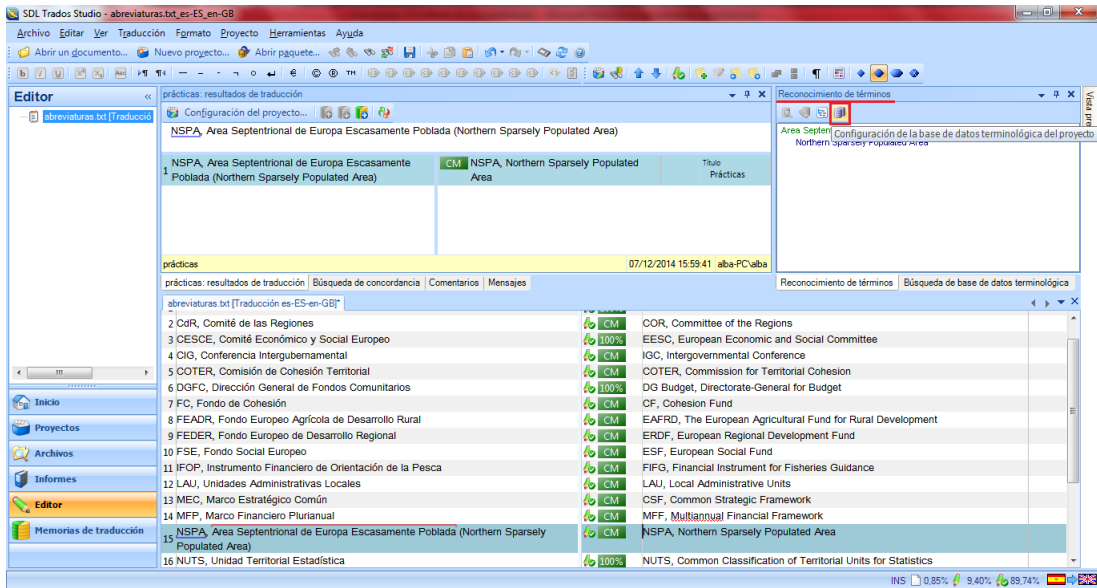 SDL Trados Studio - abreviaturas.txt_es-ES_en-GB
Archivo Editar Ver Traducción Formato Proyecto Herramientas Ayuda
Abrir un documento... Nuevo proyecto... Abrir paquete...
Editor
abreviaturas.txt [Traducció
Inicio
Proyectos
Archivos
Informes
Editor
Memorias de traducción
prácticas: resultados de traducción
Configuración del proyecto...
NSPA, Area Septentrional de Europa Escasamente Poblada (Northern Sparsely Populated Area)
1 NSPA, Area Septentrional de Europa Escasamente Poblada (Northern Sparsely Populated Area) CM NSPA, Northern Sparsely Populated Area Título Prácticas
prácticas 07/12/2014 15:59:41 alba-PC\alba
prácticas: resultados de traducción Búsqueda de concordancia Comentarios Mensajes
Reconocimiento de términos
Configuración de la base de datos terminológica del proyecto
Area Septen
Northern Sparsely Populated Area
Reconocimiento de términos Búsqueda de base de datos terminológica
Vista pre
abreviaturas.txt [Traducción es-ES-en-GB]*
2 CdR, Comité de las Regiones CM COR, Committee of the Regions
3 CESCE, Comité Económico y Social Europeo 100% EESC, European Economic and Social Committee
4 CIG, Conferencia Intergubernamental CM IGC, Intergovernmental Conference
5 COTER, Comisión de Cohesión Territorial CM COTER, Commission for Territorial Cohesion
6 DGFC, Dirección General de Fondos Comunitarios 100% DG Budget, Directorate-General for Budget
7 FC, Fondo de Cohesión CM CF, Cohesion Fund
8 FEADR, Fondo Europeo Agrícola de Desarrollo Rural CM EAFRD, The European Agricultural Fund for Rural Development
9 FEDER, Fondo Europeo de Desarrollo Regional CM ERDF, European Regional Development Fund
10 FSE, Fondo Social Europeo CM ESF, European Social Fund
11 IFOP, Instrumento Financiero de Orientación de la Pesca CM FIFG, Financial Instrument for Fisheries Guidance
12 LAU, Unidades Administrativas Locales CM LAU, Local Administrative Units
13 MEC, Marco Estratégico Común CM CSF, Common Strategic Framework
14 MFP, Marco Financiero Plurianual CM MFF, Multiannual Financial Framework
15 NSPA, Area Septentrional de Europa Escasamente Poblada (Northern Sparsely Populated Area) CM NSPA, Northern Sparsely Populated Area
16 NUTS, Unidad Territorial Estadística 100% NUTS, Common Classification of Territorial Units for Statistics
INS 0,85% 9,40% 89,74%